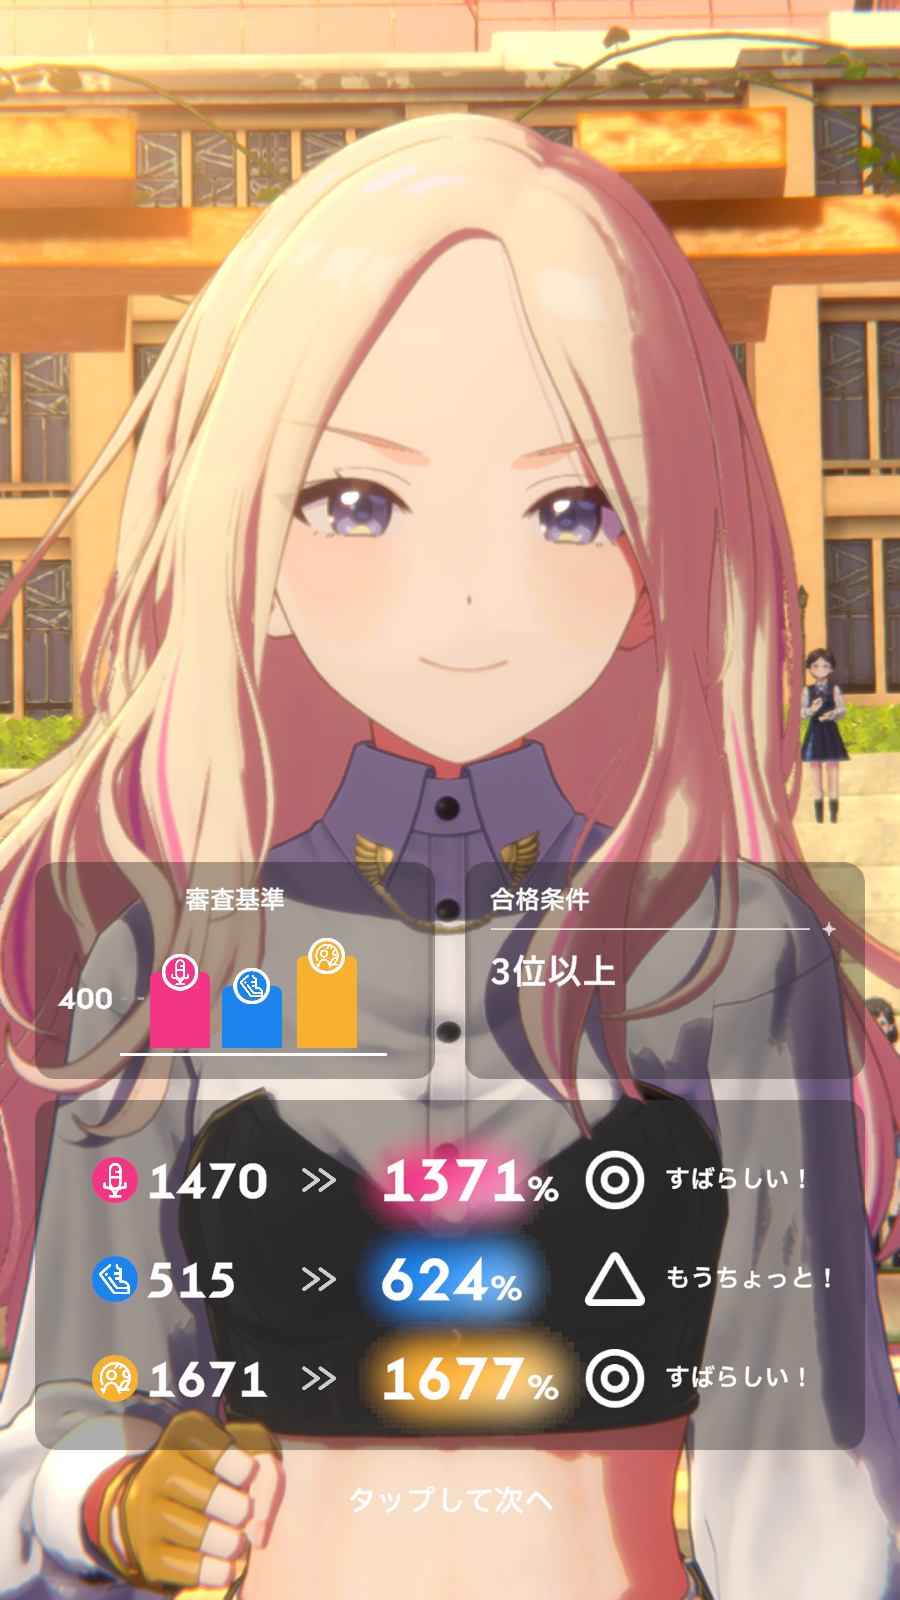 審査基準
400
合格条件
3位以上
1470 >> 1371% すばらしい！
515 >> 624% もうちょっと！
1671 >> 1677% すばらしい！
タップして次へ